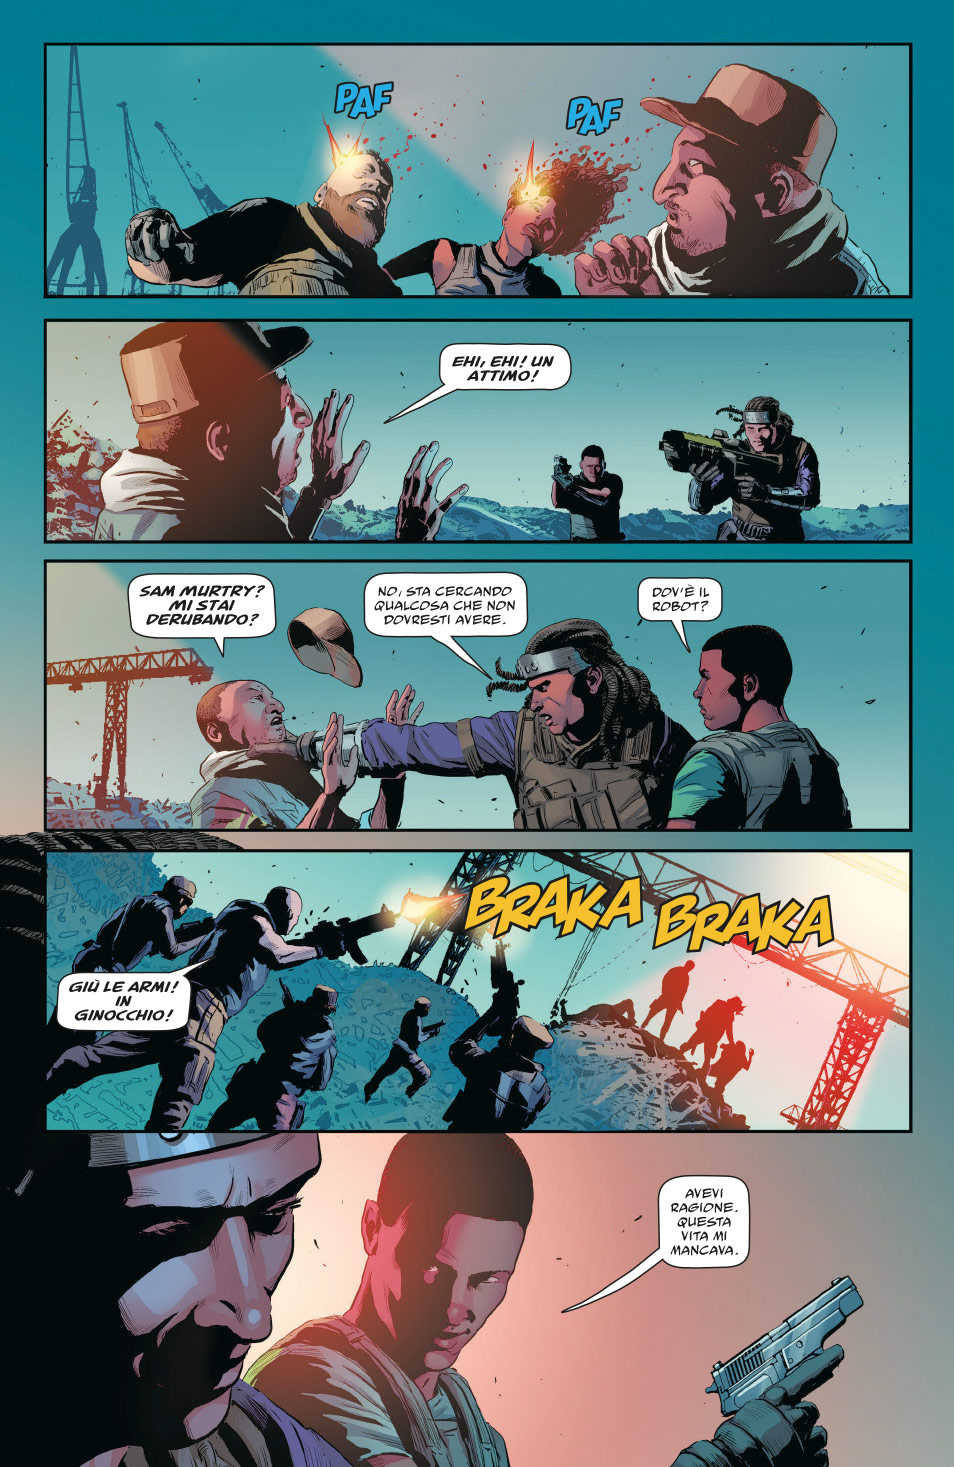 PAF
PAF
EHI, EHI! UN
ATTIMO!
SAM MURTRY?
MI STAI
DERUBANDO?
NO, STA CERCANDO
QUALCOSA CHE NON
DOVRESTI AVERE.
DOV'È IL
ROBOT?
BRAKA
BRAKA
GIÙ LE ARMI!
IN
GINOCCHIO!
AVEVI
RAGIONE.
QUESTA
VITA MI
MANCAVA.